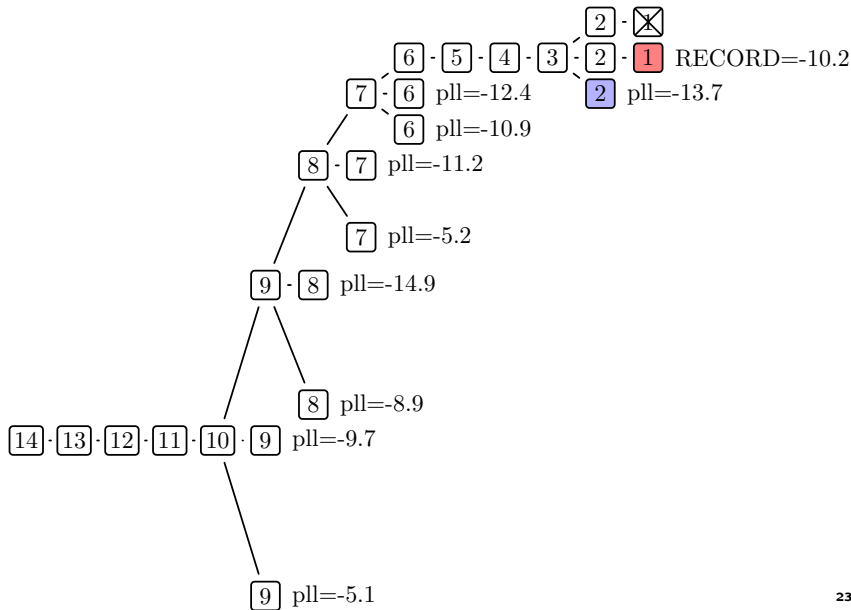 2 1
6 5 4 3 2 1 RECORD=-10.2
7 6 pll=-12.4 2 pll=-13.7
6 pll=-10.9
8 7 pll=-11.2
7 pll=-5.2
9 8 pll=-14.9
8 pll=-8.9
14 13 12 11 10 9 pll=-9.7
9 pll=-5.1
23